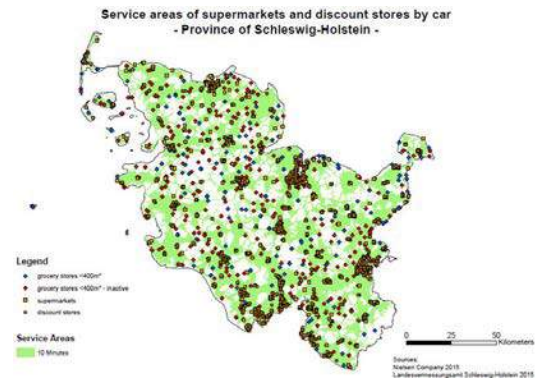 Service areas of supermarkets and discount stores by car
- Province of Schleswig-Holstein -
Legend
grocery stores <400m²
grocery stores <400m² - inactive
supermarkets
discount stores
Service Areas
10 Minutes
0 25 50
Kilometers
Sources:
Nielsen Company 2015
Landesvermessungsamt Schleswig-Holstein 2015